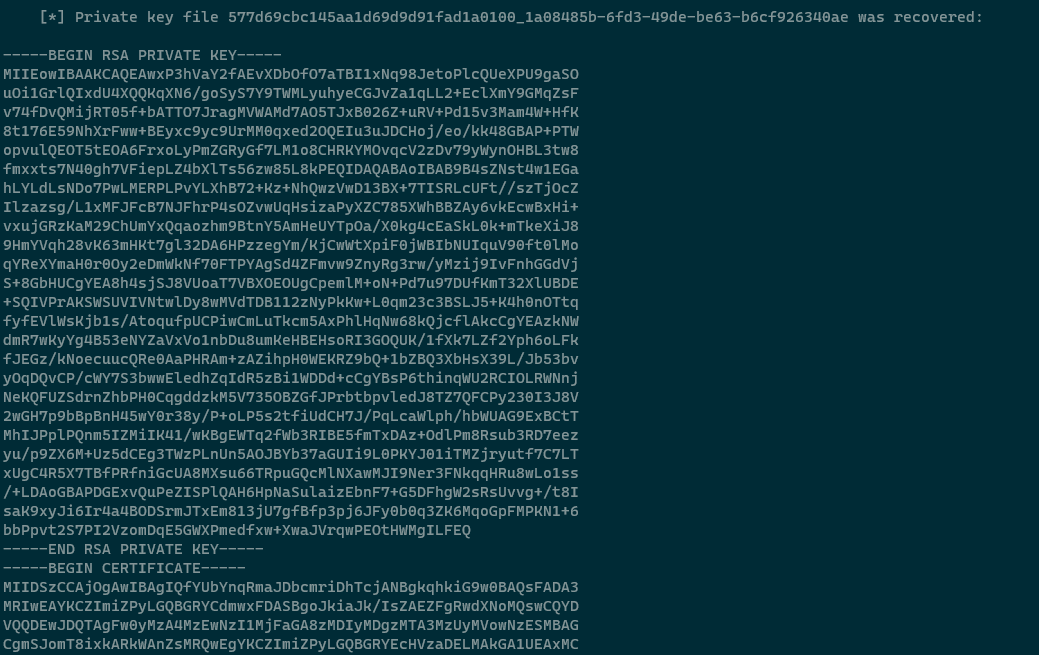 [*] Private key file 577d69cbc145aa1d69d9d91fad1a0100_1a08485b-6fd3-49de-be63-b6cf926340ae was recovered:
-----BEGIN RSA PRIVATE KEY-----
MIIEowIBAAKCAQEAwxP3hVaY2fAEvXDbOfO7aTBI1xNq98JetoPlcQUeXPU9gaSO
uOi1GrlQIxdU4XQQKqXN6/goSyS7Y9TWMLyuhyeCGJvZa1qLL2+EclXmY9GMqZsF
v74fDvQMijRT05f+bATTO7JragMVWAMd7AO5TJxB026Z+uRV+Pd15v3Mam4W+HfK
8t176E59NhXrFww+BEyxc9yc9UrMM0qxed2OQEIu3uJDCHoj/eo/kk48GBAP+PTW
opvulQEOT5tEOA6FrxoLyPmZGRyGf7LM1o8CHRKYMOvqcV2zDv79yWynOHBL3tw8
fmxxts7N40gh7VFiepLZ4bXlTs56zw85L8kPEQIDAQABAoIBAB9B4sZNst4w1EGa
hLYLdLsNDo7PwLMERPLPvYLXhB72+Kz+NhQwzVwD13BX+7TISRLcUFt//szTjOcZ
Ilzazsg/L1xMFJFcB7NJFhrP4sOZvwUqHsizaPyXZC785XWhBBZAy6vkEcwBxHi+
vxujGRzKaM29ChUmYxQqaozhm9BtnY5AmHeUYTpOa/X0kg4cEaSkL0k+mTkeXiJ8
9HmYVqh28vK63mHKt7gl32DA6HPzzegYm/KjCwWtXpiF0jWBIbNUIquV90ft0lMo
qYReXYmaH0r0Oy2eDmWkNf70FTPYAgSd4ZFmvw9ZnyRg3rw/yMzij9IvFnhGGdVj
S+8GbHUCgYEA8h4sjSJ8VUoaT7VBXOEOUgCpemlM+oN+Pd7u97DUfKmT32XlUBDE
+SQIVPrAKSWSUVIVNtwlDy8wMVdTDB112zNyPkKw+L0qm23c3BSLJ5+K4h0nOTtq
fyfEVlWsKjb1s/AtoqufpUCPiwCmLuTkcm5AxPhlHqNw68kQjcflAkcCgYEAzkNW
dmR7wKyYg4B53eNYZaVxVo1nbDu8umKeHBEHsoRI3GOQUK/1fXk7LZf2Yph6oLFk
fJEGz/kNoecuucQRe0AaPHRAm+zAZihpH0WEKRZ9bQ+1bZBQ3XbHsX39L/Jb53bv
yOqDQvCP/cWY7S3bwwEledhZqIdR5zBi1WDDd+cCgYBsP6thinqWU2RCIOLRWNnj
NeKQFUZSdrnZhbPH0CqgddzkM5V735OBZGfJPrbtbpvledJ8TZ7QFCPy230I3J8V
2wGH7p9bBpBnH45wY0r38y/P+oLP5s2tfiUdCH7J/PqLcaWlph/hbWUAG9ExBCtT
MhIJPplPQnm5IZMiIK41/wKBgEWTq2fWb3RIBE5fmTxDAz+OdlPm8Rsub3RD7eez
yu/p9ZX6M+Uz5dCEg3TWzPLnUn5AOJBYb37aGUIi9L0PKYJ01iTMZjryutf7C7LT
xUgC4R5X7TBfPRfniGcUA8MXsu66TRpuGQcMlNXawMJI9Ner3FNkqqHRu8wLo1ss
/+LDAoGBAPDGExvQuPeZISPlQAH6HpNaSulaizEbnF7+G5DFhgW2sRsUvvg+/t8I
saK9xyJi6Ir4a4BODSrmJTxEm813jU7gfBfp3pj6JFy0b0q3ZK6MqoGpFMPKN1+6
bbPpvt2S7PI2VzomDqE5GWXPmedfxw+XwaJVrqwPEOtHWMgILFEQ
-----END RSA PRIVATE KEY-----
-----BEGIN CERTIFICATE-----
MIIDSzCCAjOgAwIBAgIQfYUbYnqRmaJDbcmriDhTcjANBgkqhkiG9w0BAQsFADA3
MRIwEAYKCZImiZPyLGQBGRYCdmwxFDASBgoJkiaJk/IsZAEZFgRwdXNoMQswCQYD
VQQDEwJDQTAgFw0yMzA4MzEwNzI1MjFaGA8zMDIyMDgzMTA3MzUyMVowNzESMBAG
CgmSJomT8ixkARkWAnZsMRQwEgYKCZImiZPyLGQBGRYEcHVzaDELMAkGA1UEAxMC